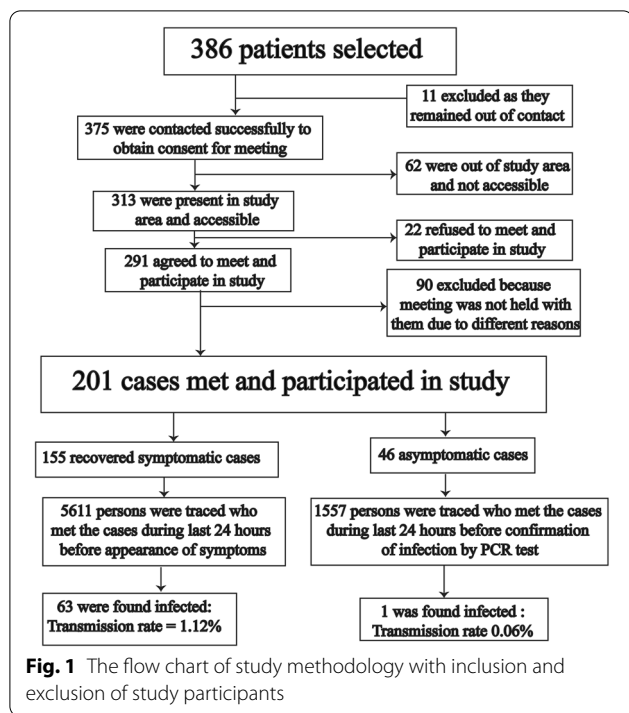 386 patients selected
11 excluded as they
remained out of contact
375 were contacted successfully to
obtain consent for meeting
62 were out of study area
and not accessible
313 were present in study
area and accessible
22 refused to meet and
participate in study
291 agreed to meet and
participate in study
90 excluded because
meeting was not held with
them due to different reasons
201 cases met and participated in study
155 recovered symptomatic cases
46 asymptomatic cases
5611 persons were traced who
met the cases during last 24 hours
before appearance of symptoms
1557 persons were traced who met the cases
during last 24 hours before confirmation
of infection by PCR test
63 were found infected:
Transmission rate = 1.12%
1 was found infected :
Transmission rate 0.06%
Fig. 1 The flow chart of study methodology with inclusion and
exclusion of study participants